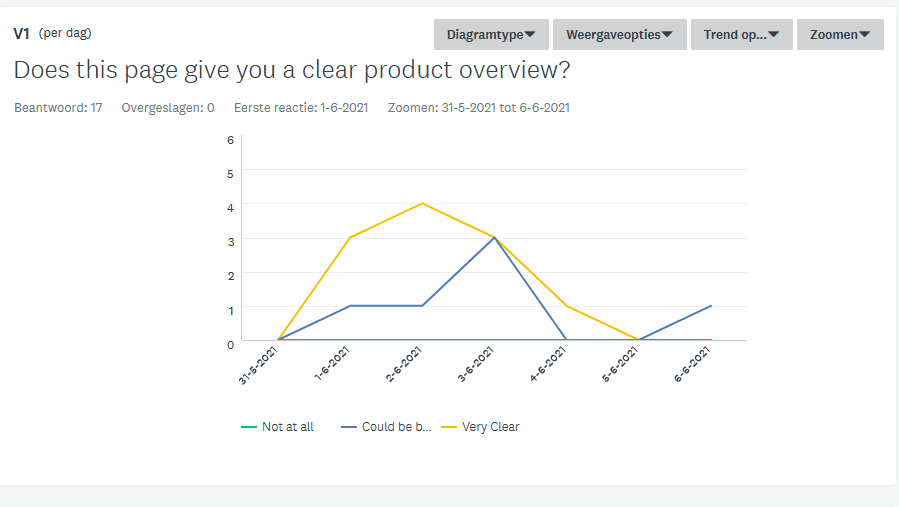 V1 (per dag)
Diagramtype Weergaveopties Trend op... Zoomen
Does this page give you a clear product overview?
Beantwoord: 17 Overgeslagen: 0 Eerste reactie: 1-6-2021 Zoomen: 31-5-2021 tot 6-6-2021
6
5
4
3
2
1
0
31-5-2021 1-6-2021 2-6-2021 3-6-2021 4-6-2021 5-6-2021 6-6-2021
Not at all Could be b... Very Clear